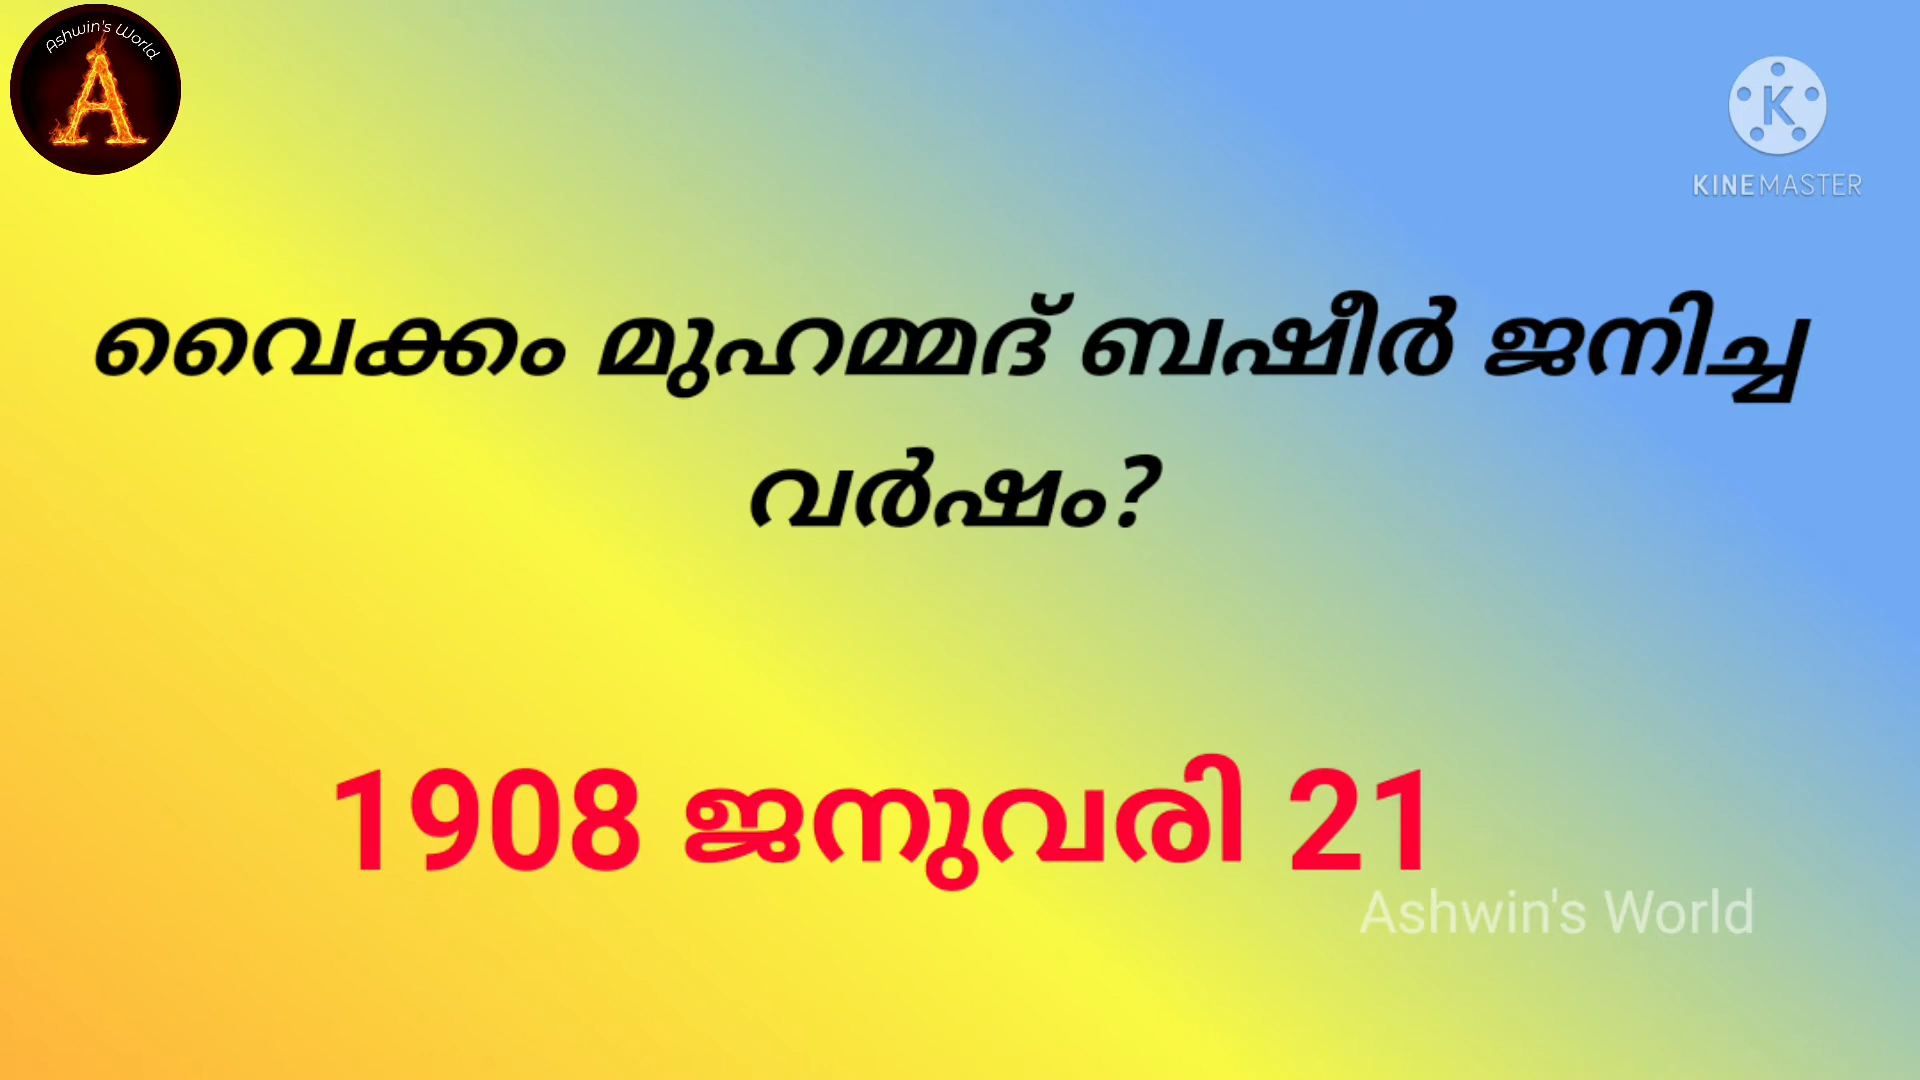 Ashwin's World
A
K
KINEMASTER
വൈക്കം മുഹമ്മദ് ബഷീർ ജനിച്ച
വർഷം?
1908 ജനുവരി 21
Ashwin's World